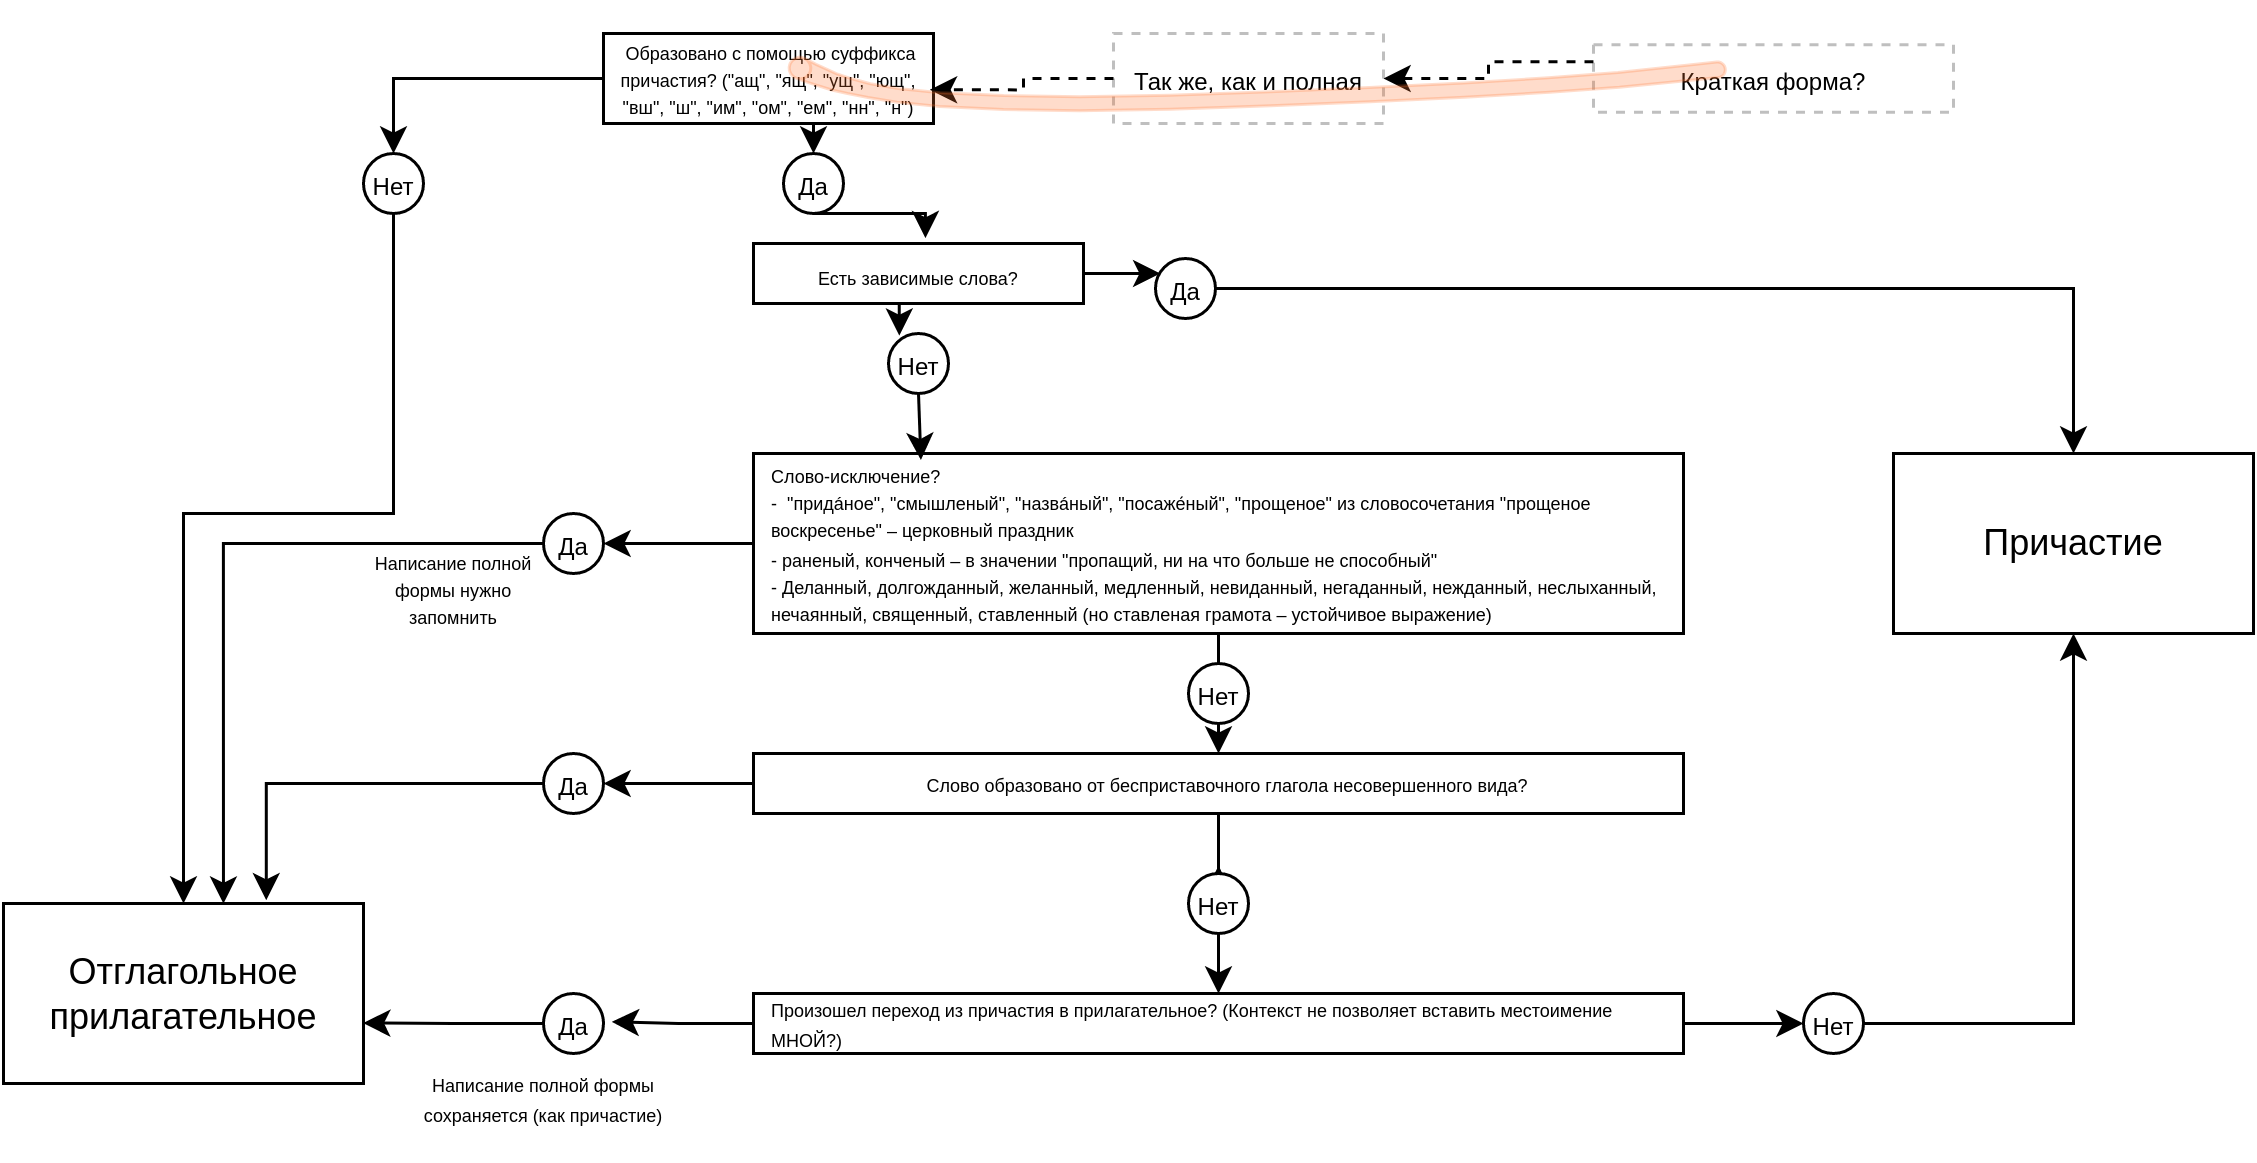 Образовано с помощью суффикса
причастия? ("ащ", "ящ", "ущ", "ющ",
"вш", "ш", "им", "ом", "ем", "нн", "н")
Так же, как и полная
Краткая форма?
Нет
Да
Есть зависимые слова?
Да
Нет
Слово-исключение?
- "прида́ное", "смышленый", "назва́ный", "посаже́ный", "прощеное" из словосочетания "прощеное
воскресенье" – церковный праздник
- раненый, конченый – в значении "пропащий, ни на что больше не способный"
- Деланный, долгожданный, желанный, медленный, невиданный, негаданный, нежданный, неслыханный,
нечаянный, священный, ставленный (но ставленая грамота – устойчивое выражение)
Да
Написание полной
формы нужно
запомнить
Причастие
Нет
Слово образовано от бесприставочного глагола несовершенного вида?
Да
Нет
Отглагольное
прилагательное
Произошел переход из причастия в прилагательное? (Контекст не позволяет вставить местоимение
МНОЙ?)
Да
Нет
Написание полной формы
сохраняется (как причастие)